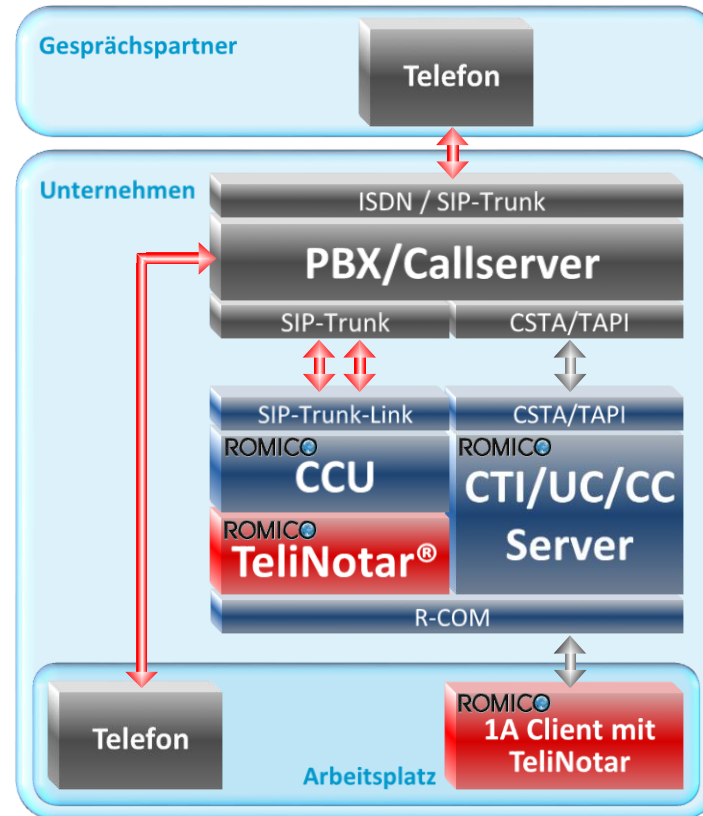 Gesprächspartner
Telefon
Unternehmen
ISDN / SIP-Trunk
PBX/Callserver
SIP-Trunk
CSTA/TAPI
SIP-Trunk-Link
CSTA/TAPI
ROMICO
CCU
ROMICO
CTI/UC/CC
Server
ROMICO
TeliNotar®
R-COM
Telefon
ROMICO
1A Client mit
TeliNotar
Arbeitsplatz